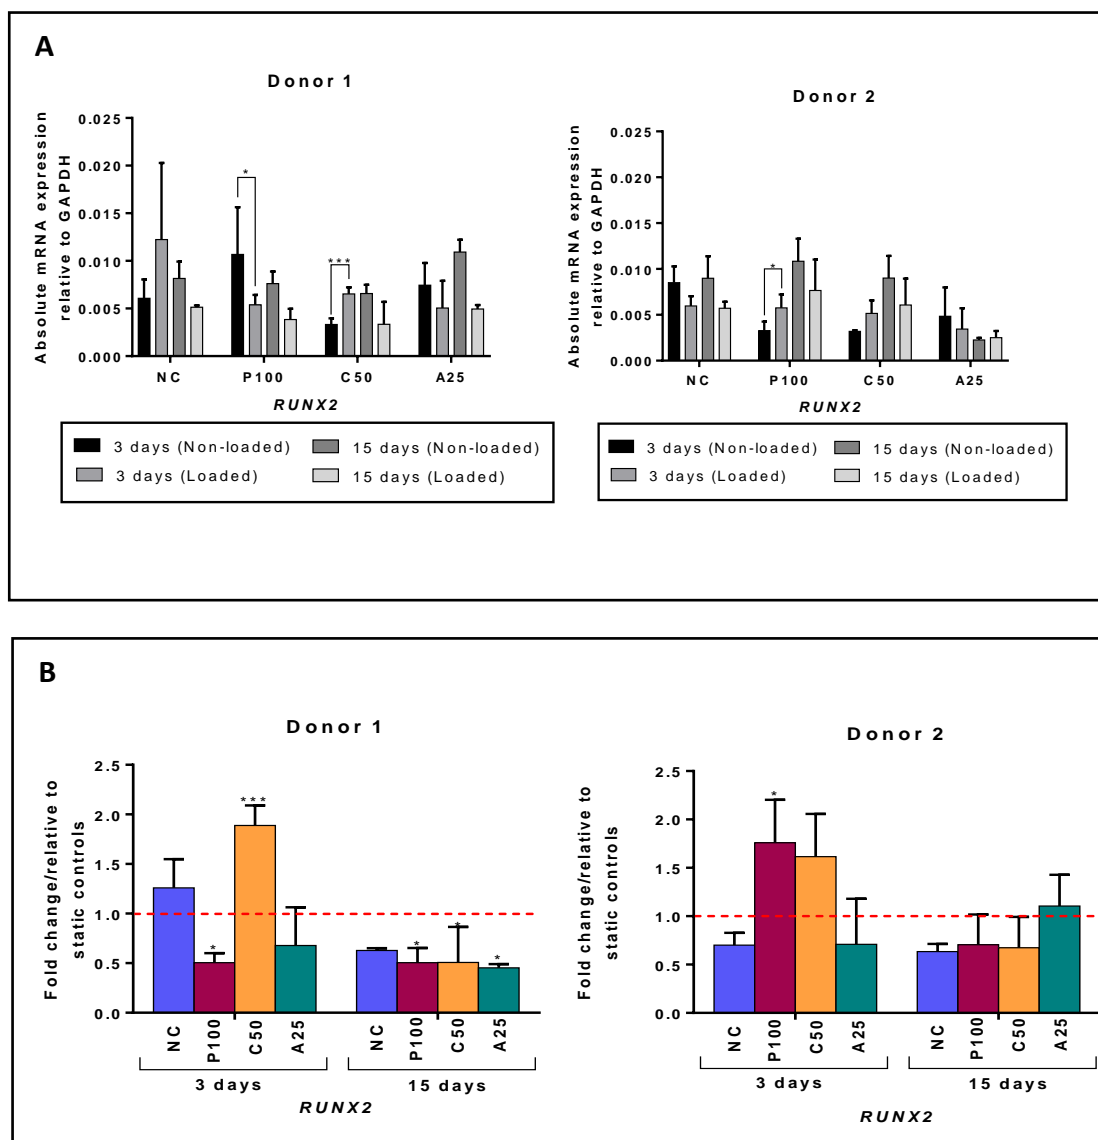 A
Donor 1
Absolute mRNA expression
relative to GAPDH
0.025
0.020
0.015
0.010
0.005
0.000
*
***
NC P100 C50 A25
RUNX2
3 days (Non-loaded) 15 days (Non-loaded)
3 days (Loaded) 15 days (Loaded)
Donor 2
Absolute mRNA expression
relative to GAPDH
0.025
0.020
0.015
0.010
0.005
0.000
*
NC P100 C50 A25
RUNX2
3 days (Non-loaded) 15 days (Non-loaded)
3 days (Loaded) 15 days (Loaded)
B
Donor 1
Fold change/relative to
static controls
2.5
2.0
1.5
1.0
0.5
0.0
*
***
*
*
*
NC P100 C50 A25 NC P100 C50 A25
3 days 15 days
RUNX2
Donor 2
Fold change/relative to
static controls
2.5
2.0
1.5
1.0
0.5
0.0
*
NC P100 C50 A25 NC P100 C50 A25
3 days 15 days
RUNX2